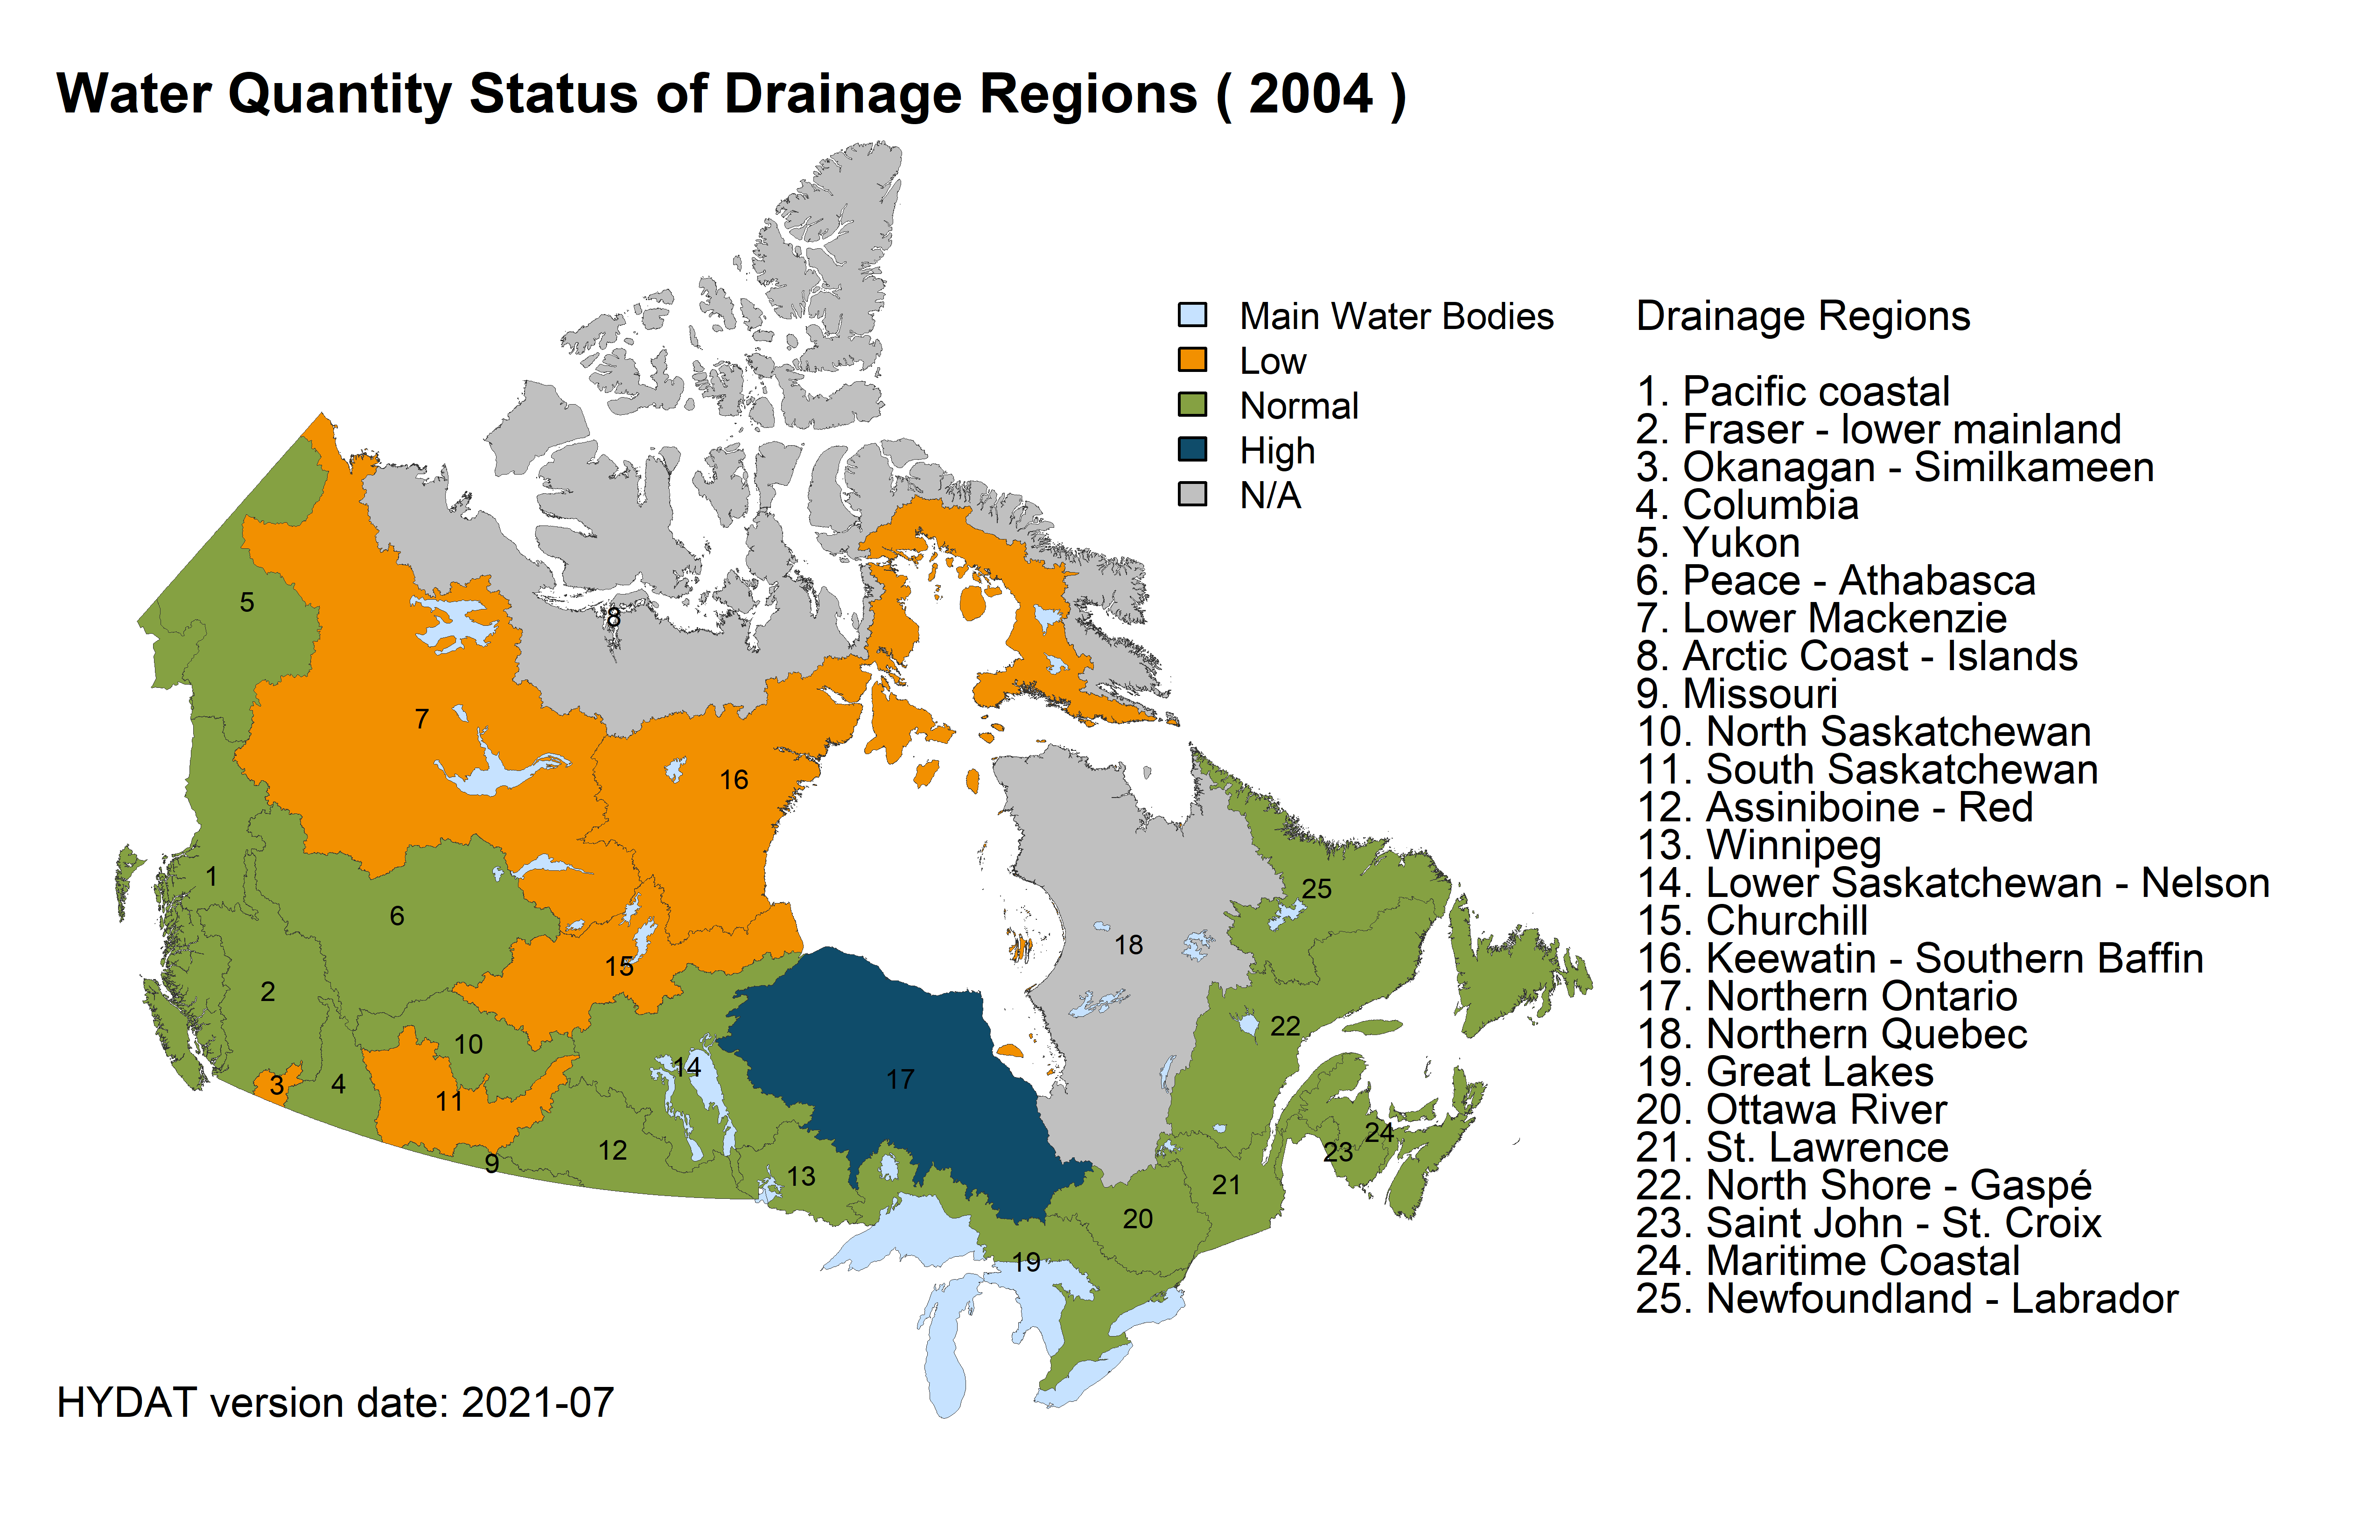 Water Quantity Status of Drainage Regions ( 2004 )
Main Water Bodies
Low
Normal
High
N/A
Drainage Regions
1. Pacific coastal
2. Fraser - lower mainland
3. Okanagan - Similkameen
4. Columbia
5. Yukon
6. Peace - Athabasca
7. Lower Mackenzie
8. Arctic Coast - Islands
9. Missouri
10. North Saskatchewan
11. South Saskatchewan
12. Assiniboine - Red
13. Winnipeg
14. Lower Saskatchewan - Nelson
15. Churchill
16. Keewatin - Southern Baffin
17. Northern Ontario
18. Northern Quebec
19. Great Lakes
20. Ottawa River
21. St. Lawrence
22. North Shore - Gaspé
23. Saint John - St. Croix
24. Maritime Coastal
25. Newfoundland - Labrador
5
8
7
16
1
6
25
18
15
2
22
10
14
17
3
4
11
24
12
23
9
13
21
20
19
HYDAT version date: 2021-07